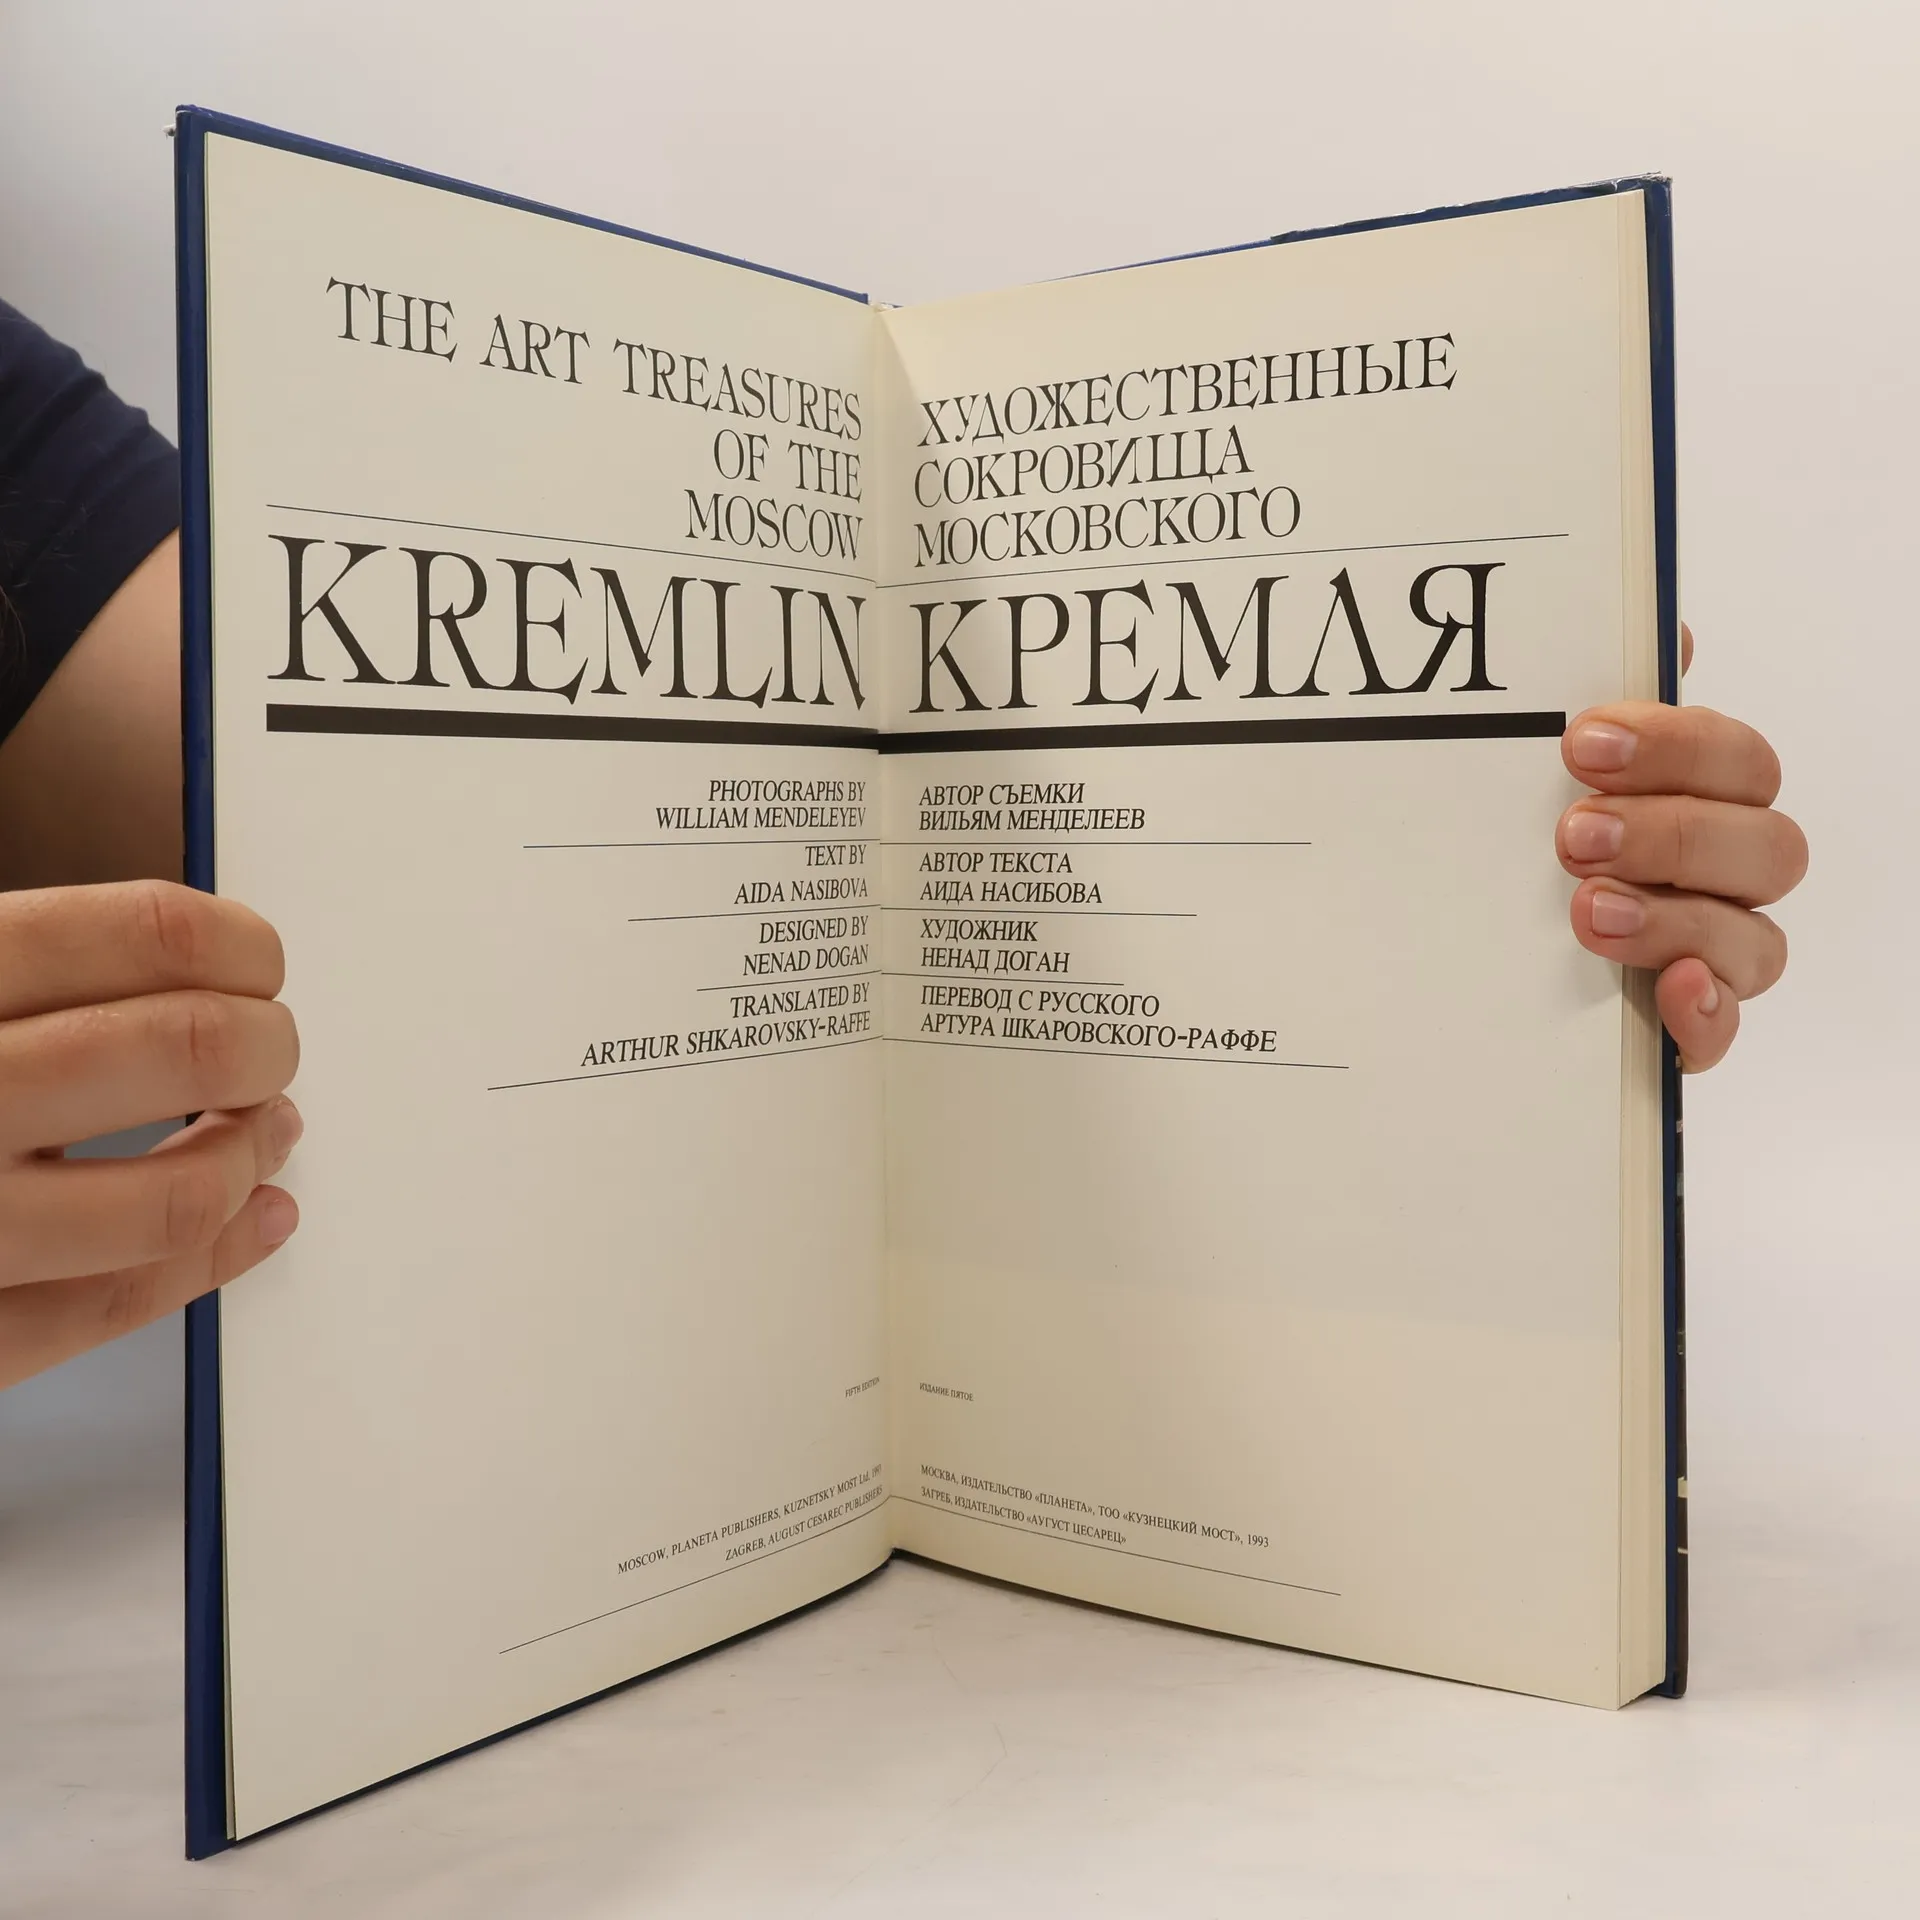 THE ART TREASURES
OF THE
MOSCOW
KREMLIN
PHOTOGRAPHS BY
WILLIAM MENDELEYEV
TEXT BY
AIDA NASIBOVA
DESIGNED BY
NENAD DOGAN
TRANSLATED BY
ARTHUR SHKAROVSKY-RAFFE
FIFTH EDITION
MOSCOW, PLANETA PUBLISHERS, KUZNETSKY MOST Ltd, 1993
ZAGREB, AUGUST CESAREC PUBLISHERS
ХУДОЖЕСТВЕННЫЕ
СОКРОВИЩА
МОСКОВСКОГО
КРЕМЛЯ
АВТОР СЪЕМКИ
ВИЛЬЯМ МЕНДЕЛЕЕВ
АВТОР ТЕКСТА
АИДА НАСИБОВА
ХУДОЖНИК
НЕНАД ДОГАН
ПЕРЕВОД С РУССКОГО
АРТУРА ШКАРОВСКОГО-РАФФЕ
ИЗДАНИЕ ПЯТОЕ
МОСКВА, ИЗДАТЕЛЬСТВО «ПЛАНЕТА», ТОО «КУЗНЕЦКИЙ МОСТ», 1993
ЗАГРЕБ, ИЗДАТЕЛЬСТВО «АУГУСТ ЦЕСАРЕЦ»